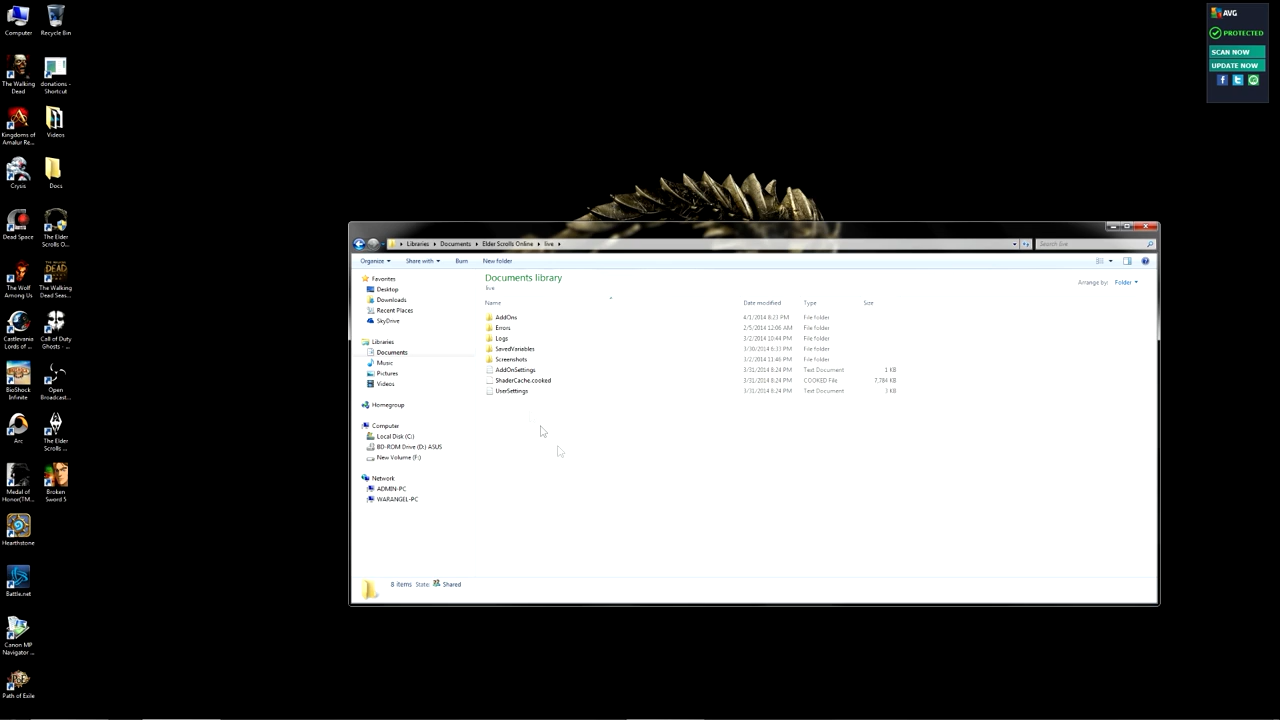 Computer
Recycle Bin
The Walking
Dead
donations -
Shortcut
Kingdoms of
Amalur Re...
Videos
Crysis
Docs
Dead Space
The Elder
Scrolls O...
The Wolf
Among Us
The Walking
Dead Seas...
Castlevania
Lords of ...
Call of Duty
Ghosts - ...
BioShock
Infinite
Open
Broadcast...
Arc
The Elder
Scrolls ...
Medal of
Honor(TM...
Broken
Sword 5
Hearthstone
Battle.net
Canon MP
Navigator ...
Path of Exile
AVG
PROTECTED
SCAN NOW
UPDATE NOW
Libraries Documents Elder Scrolls Online live
Search live
Organize Share with Burn New folder
Favorites
Desktop
Downloads
Recent Places
SkyDrive
Libraries
Documents
Music
Pictures
Videos
Homegroup
Computer
Local Disk (C:)
BD-ROM Drive (D:) ASUS
New Volume (F:)
Network
ADMIN-PC
WARANGEL-PC
Documents library
live
Arrange by: Folder
Name Date modified Type Size
AddOns 4/1/2014 8:23 PM File folder
Errors 2/5/2014 12:06 AM File folder
Logs 3/2/2014 10:44 PM File folder
SavedVariables 3/30/2014 6:33 PM File folder
Screenshots 3/2/2014 11:46 PM File folder
AddOnSettings 3/31/2014 8:24 PM Text Document 1 KB
ShaderCache.cooked 3/31/2014 8:24 PM COOKED File 7,784 KB
UserSettings 3/31/2014 8:24 PM Text Document 3 KB
8 items State: Shared